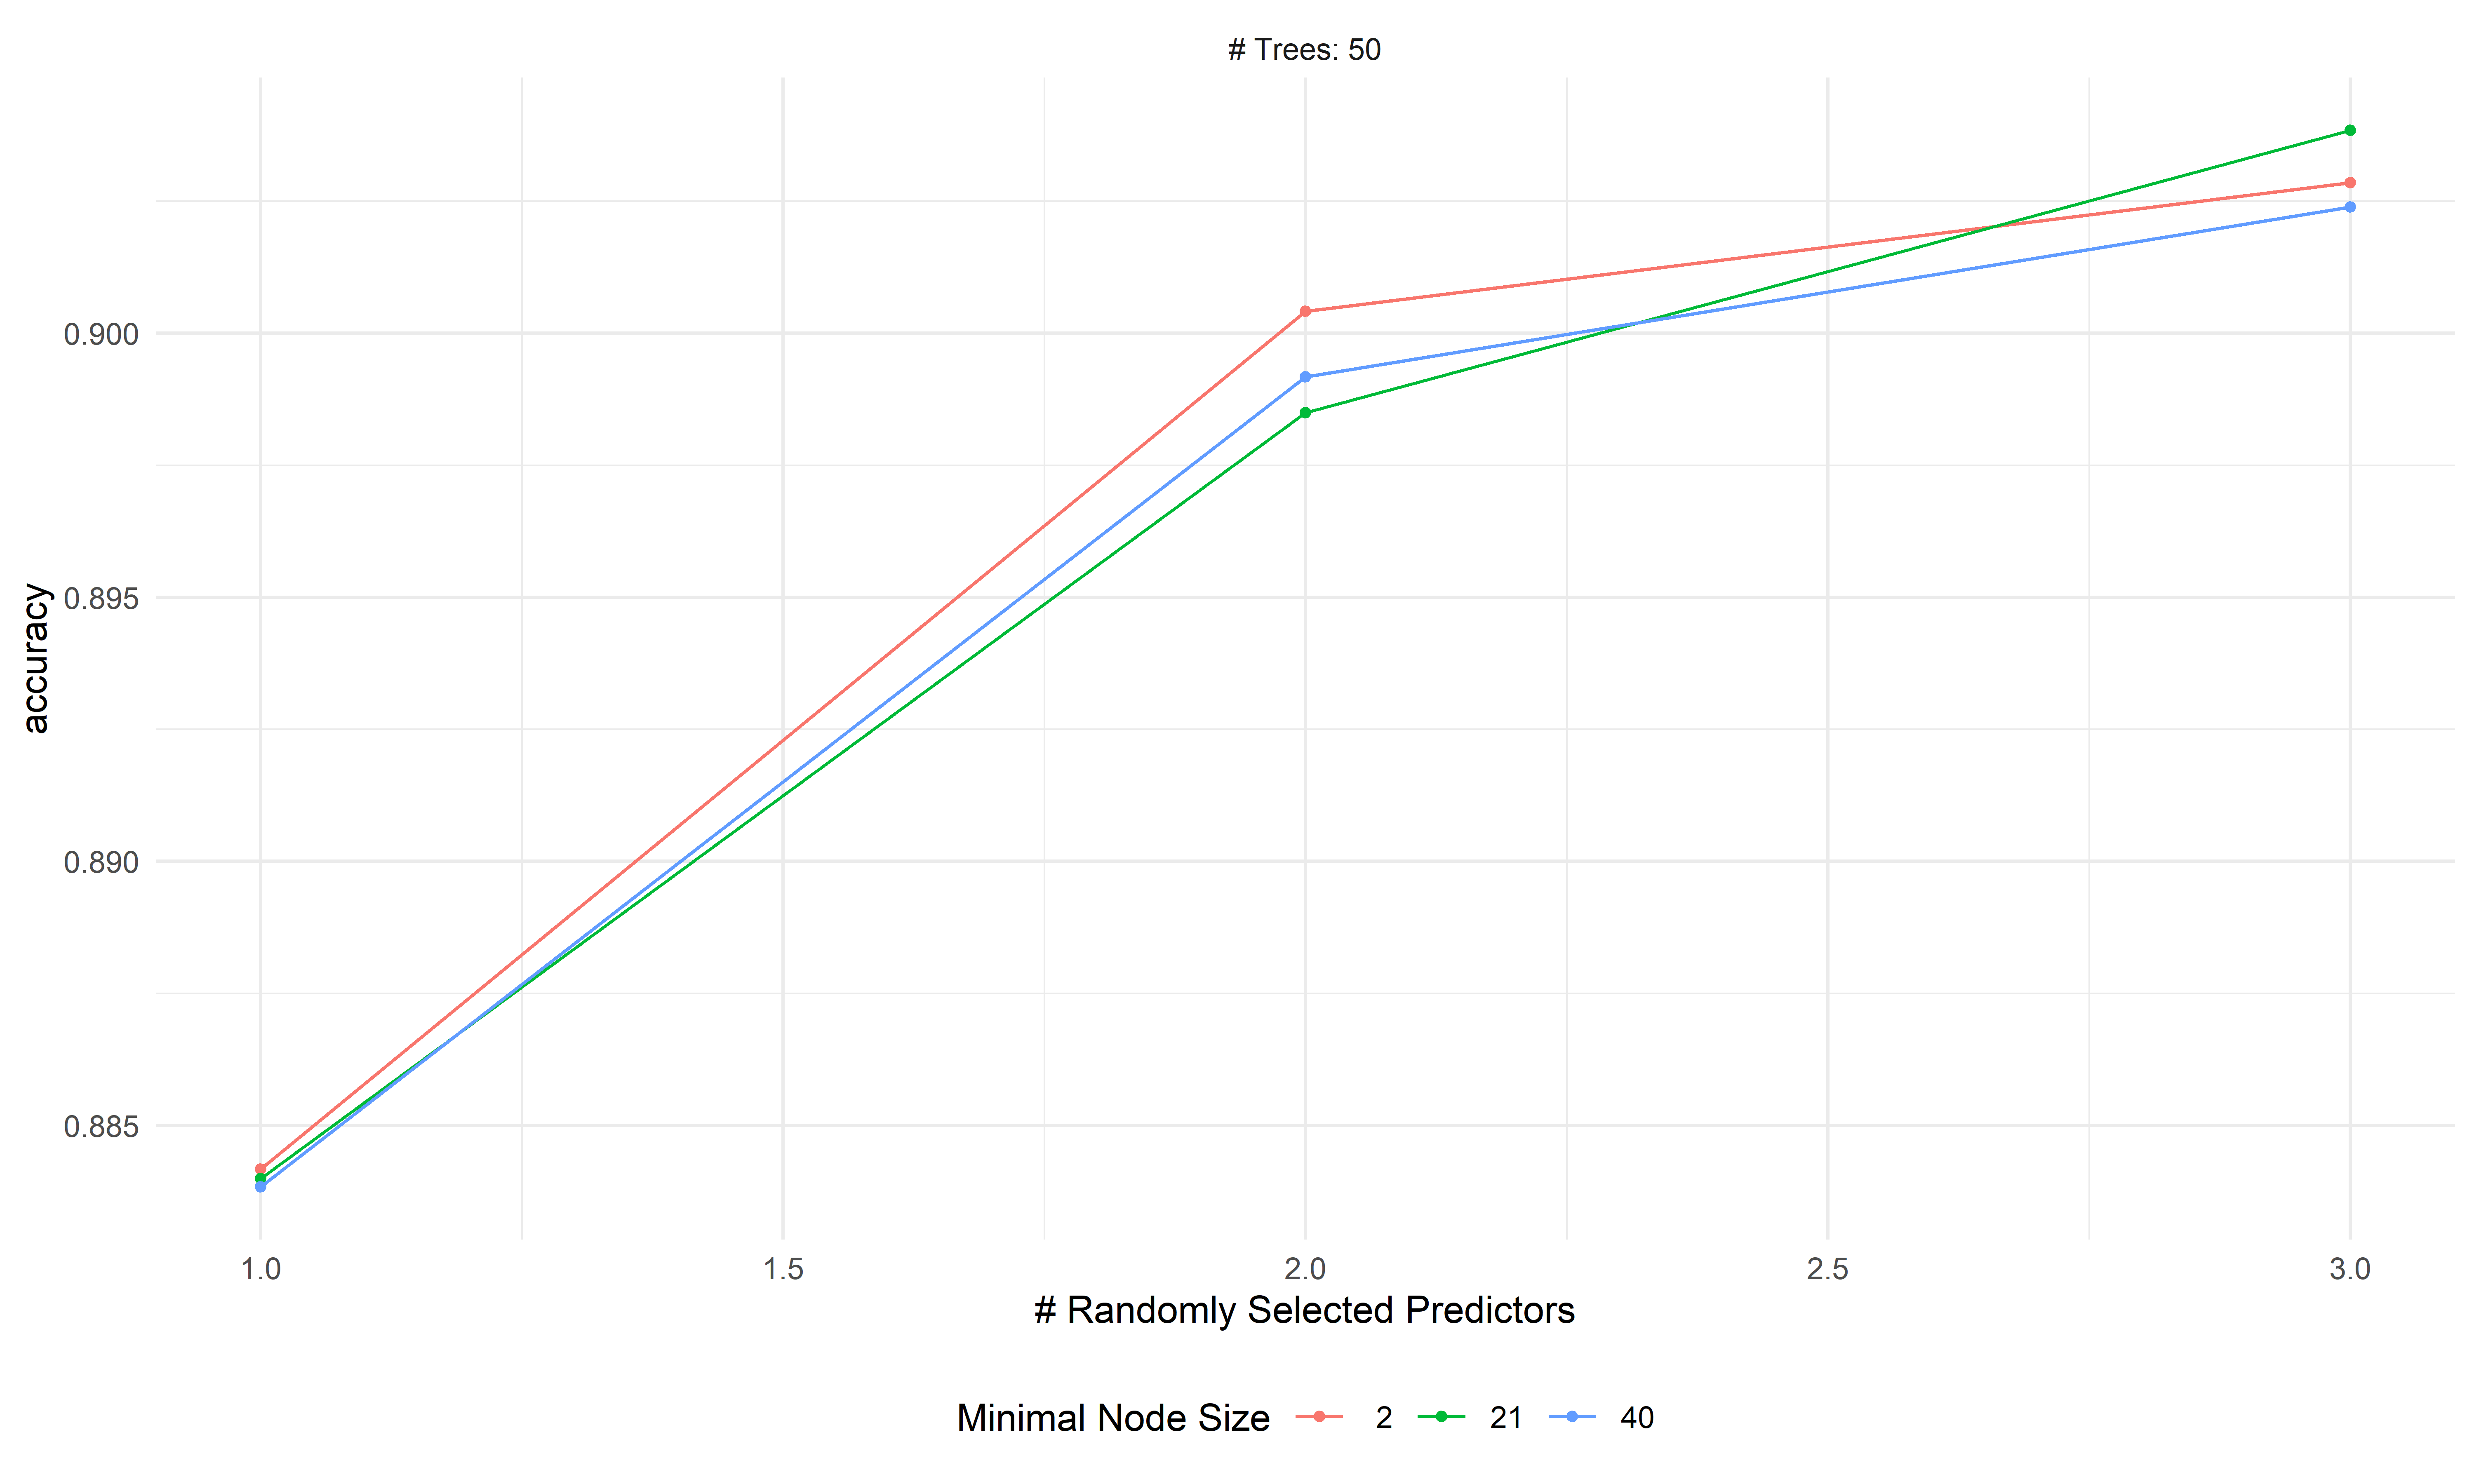 # Trees: 50
accuracy
0.900
0.895
0.890
0.885
1.0 1.5 2.0 2.5 3.0
# Randomly Selected Predictors
Minimal Node Size 2 21 40